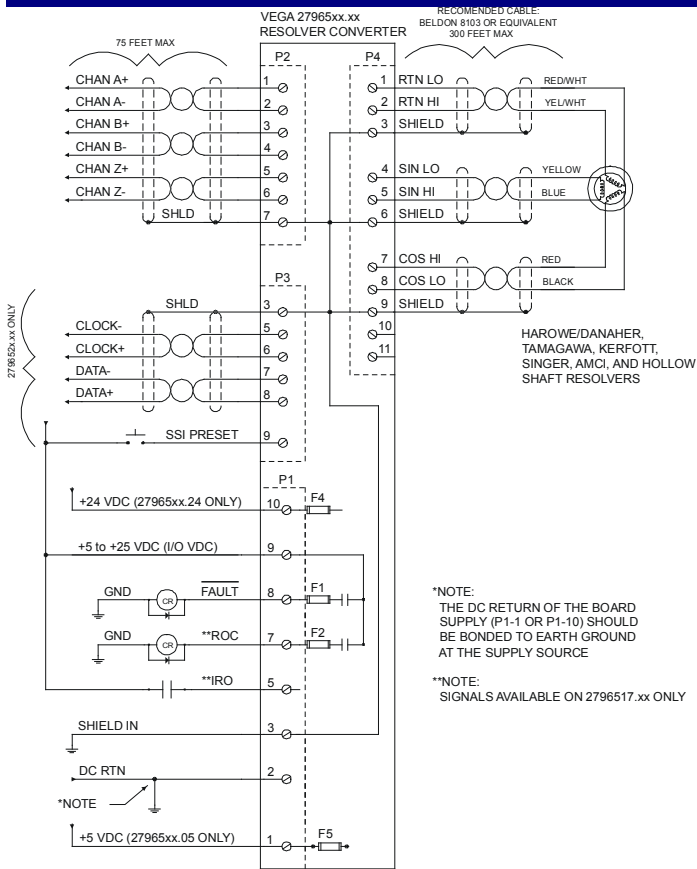 VEGA 27965xx.xx
RESOLVER CONVERTER
RECOMENDED CABLE:
BELDON 8103 OR EQUIVALENT
300 FEET MAX
75 FEET MAX
P2
P4
CHAN A+
1
CHAN A-
2
CHAN B+
3
CHAN B-
4
CHAN Z+
5
CHAN Z-
6
SHLD
7
1
RTN LO
RED/WHT
2
RTN HI
YEL/WHT
3
SHIELD
4
SIN LO
YELLOW
5
SIN HI
BLUE
6
SHIELD
7
COS HI
RED
8
COS LO
BLACK
9
SHIELD
10
11
HAROWE/DANAHER,
TAMAGAWA, KERFOTT,
SINGER, AMCI, AND HOLLOW
SHAFT RESOLVERS
279652x.xx ONLY
P3
SHLD
3
CLOCK-
5
CLOCK+
6
DATA-
7
DATA+
8
SSI PRESET
9
P1
+24 VDC (27965xx.24 ONLY)
10
F4
+5 to +25 VDC (I/O VDC)
9
GND
CR
FAULT
8
F1
GND
CR
**ROC
7
F2
**IRO
5
SHIELD IN
3
DC RTN
2
*NOTE
+5 VDC (27965xx.05 ONLY)
1
F5
*NOTE:
THE DC RETURN OF THE BOARD
SUPPLY (P1-1 OR P1-10) SHOULD
BE BONDED TO EARTH GROUND
AT THE SUPPLY SOURCE
**NOTE:
SIGNALS AVAILABLE ON 2796517.xx ONLY